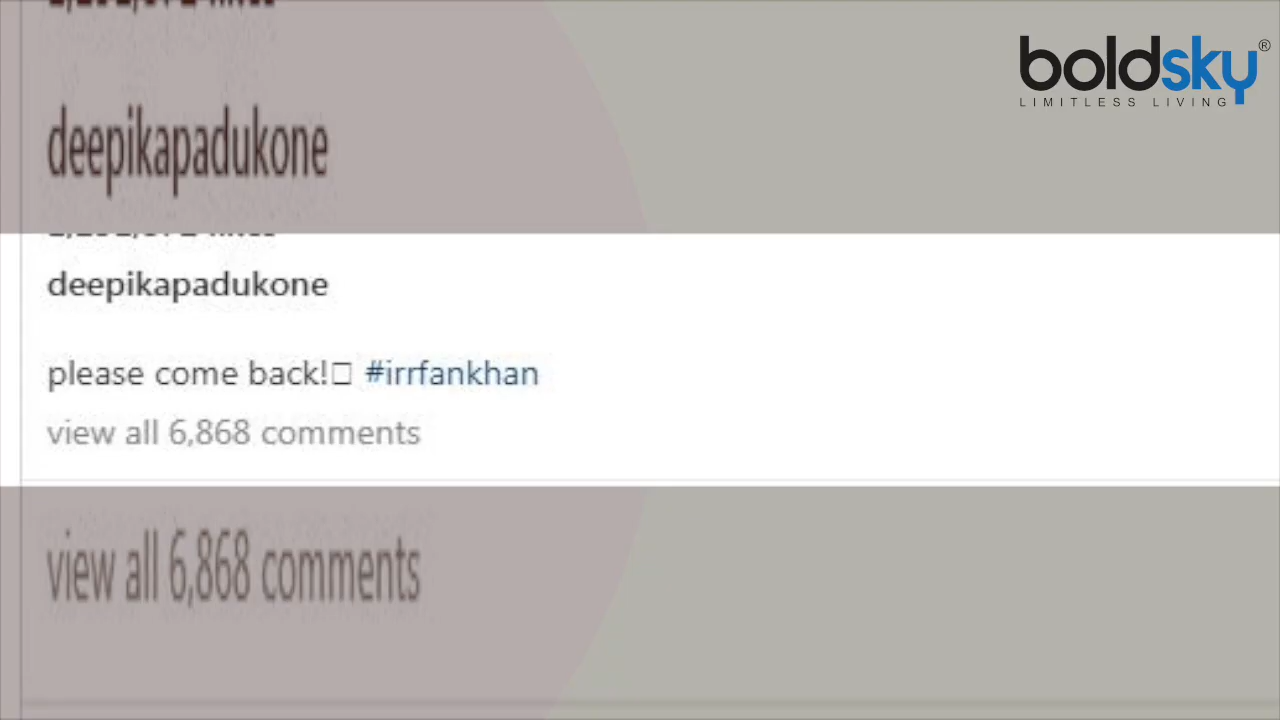 boldsky®
LIMITLESS LIVING
deepikapadukone
deepikapadukone
please come back!□ #irrfankhan
view all 6,868 comments
view all 6,868 comments